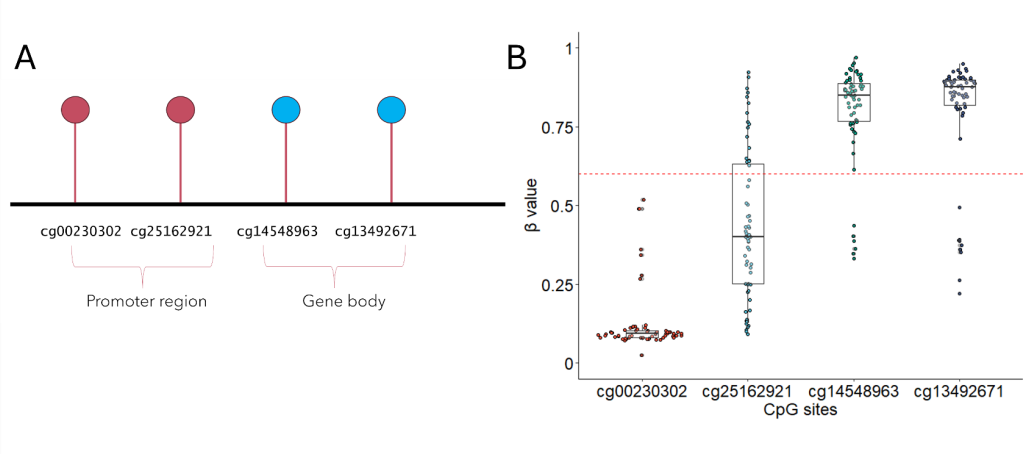 A
cg00230302 cg25162921 cg14548963 cg13492671
Promoter region
Gene body
B
1
0.75
0.5
0.25
0
β value
cg00230302 cg25162921 cg14548963 cg13492671
CpG sites